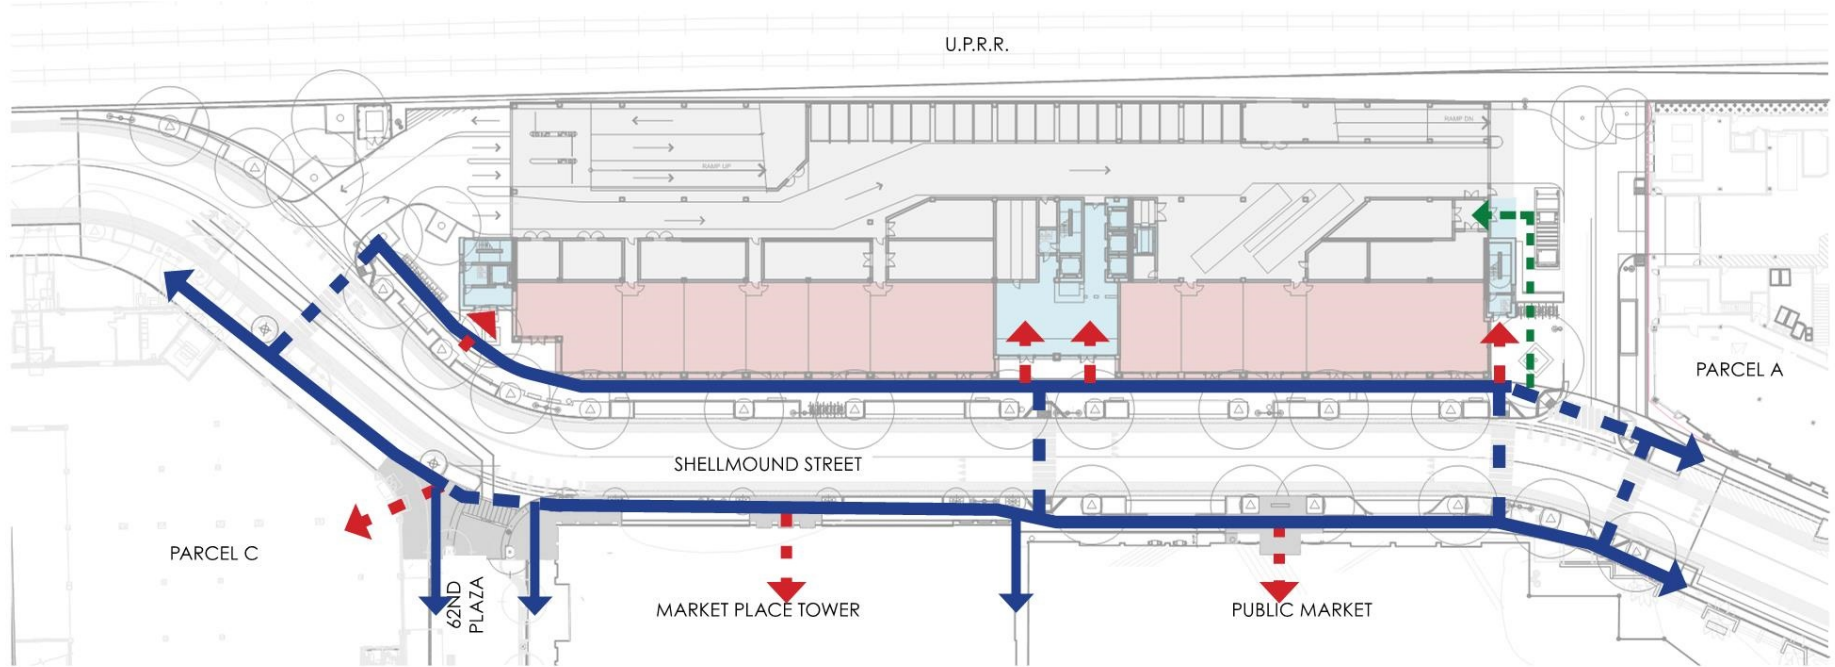 U.P.R.R.
RAMP DN
RAMP UP
PARCEL A
SHELLMOUND STREET
PARCEL C
62ND
PLAZA
MARKET PLACE TOWER
PUBLIC MARKET